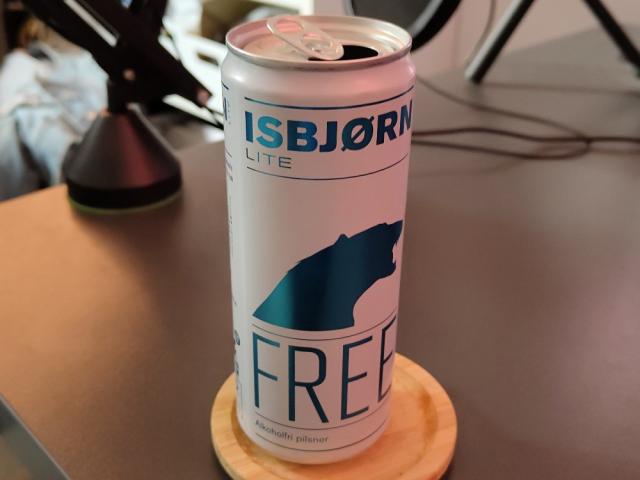 ISBJØRN
LITE
FREE
Alkoholfri pilsner